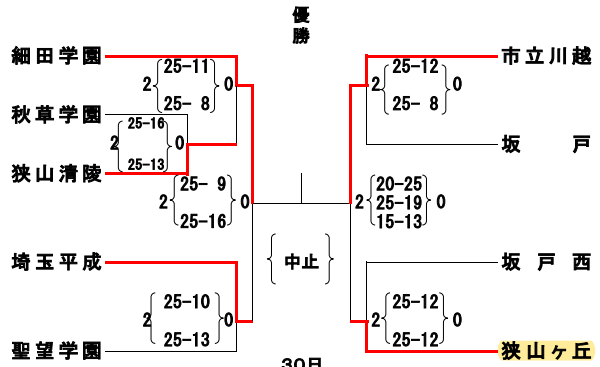 優勝
細田学園
25-11
2 0
25- 8
秋草学園
25-16
2 0
25-13
狭山清陵
25- 9
2 0
25-16
埼玉平成
25-10
2 0
25-13
聖望学園
中止
市立川越
25-12
2 0
25- 8
坂戸
20-25
2 25-19 0
15-13
坂戸西
25-12
2 0
25-12
狭山ヶ丘
30日